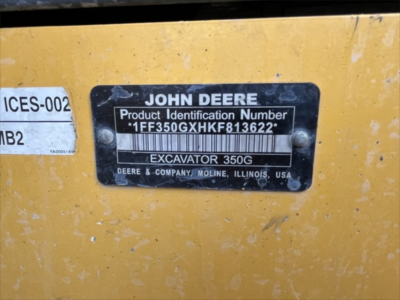 ICES-002
MB2
JOHN DEERE
Product Identification Number
*1FF350GXHKF813622*
EXCAVATOR 350G
DEERE & COMPANY, MOLINE, ILLINOIS, USA